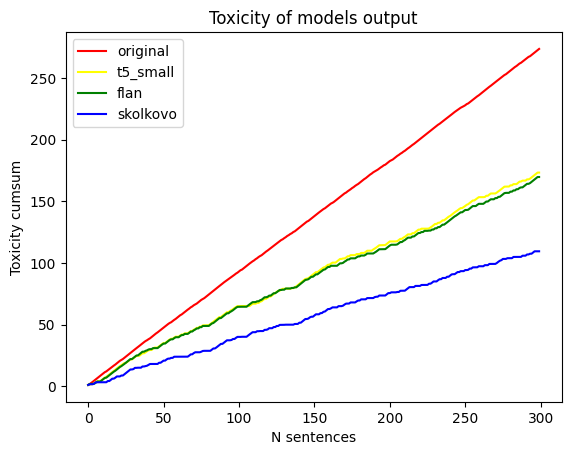 Toxicity of models output
original
t5_small
flan
skolkovo
Toxicity cumsum
250
200
150
100
50
0
0 50 100 150 200 250 300
N sentences